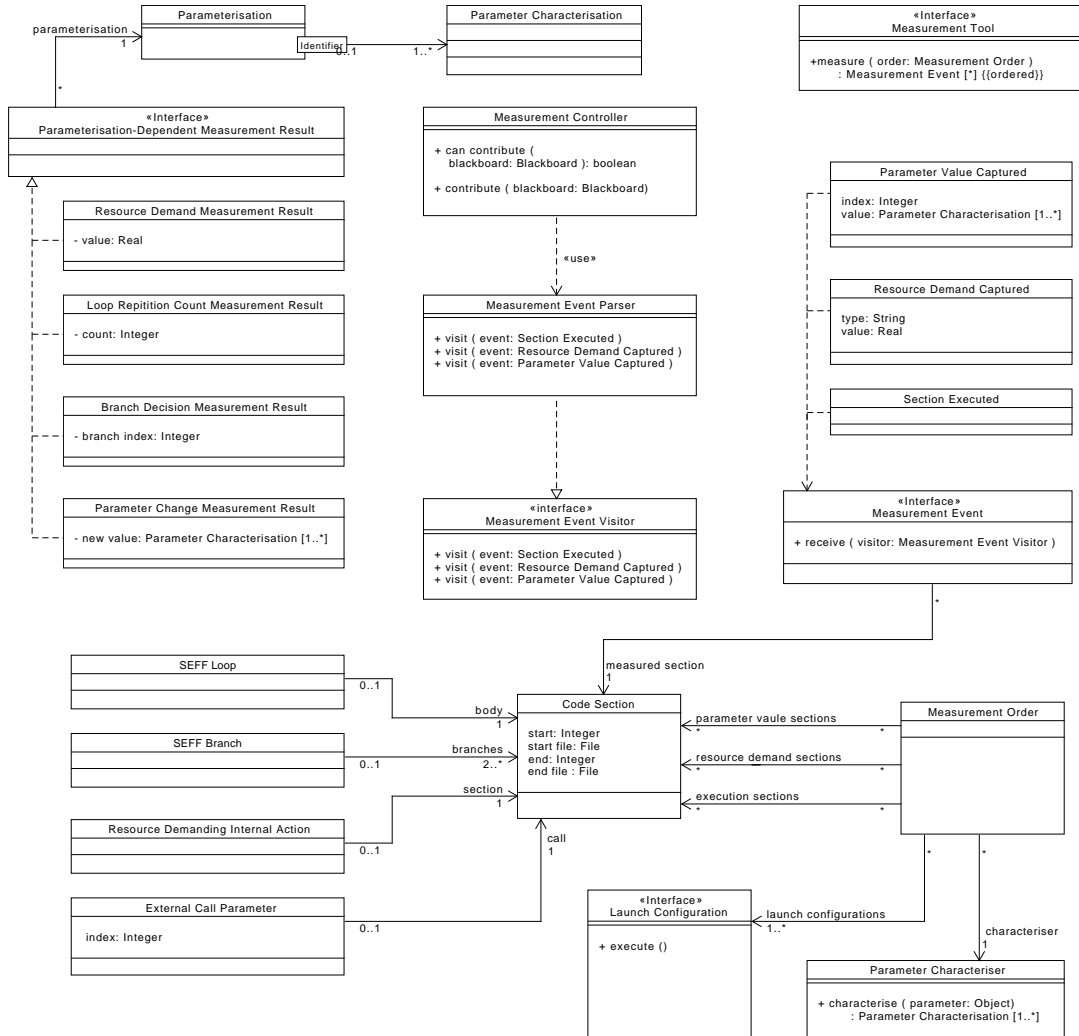 Parameterisation
Parameter Characterisation
«Interface»
Measurement Tool
+measure ( order: Measurement Order )
: Measurement Event [*] {{ordered}}
parameterisation
1
Identifier
0..1
1..*
*
«Interface»
Parameterisation-Dependent Measurement Result
Measurement Controller
+ can contribute (
blackboard: Blackboard ): boolean
+ contribute ( blackboard: Blackboard)
«use»
Resource Demand Measurement Result
- value: Real
Loop Repitition Count Measurement Result
- count: Integer
Branch Decision Measurement Result
- branch index: Integer
Parameter Change Measurement Result
- new value: Parameter Characterisation [1..*]
Measurement Event Parser
+ visit ( event: Section Executed )
+ visit ( event: Resource Demand Captured )
+ visit ( event: Parameter Value Captured )
«interface»
Measurement Event Visitor
+ visit ( event: Section Executed )
+ visit ( event: Resource Demand Captured )
+ visit ( event: Parameter Value Captured )
Parameter Value Captured
index: Integer
value: Parameter Characterisation [1..*]
Resource Demand Captured
type: String
value: Real
Section Executed
«Interface»
Measurement Event
+ receive ( visitor: Measurement Event Visitor )
*
measured section
1
SEFF Loop
0..1
body
1
SEFF Branch
0..1
branches
2..*
Resource Demanding Internal Action
0..1
section
1
External Call Parameter
index: Integer
0..1
call
1
Code Section
start: Integer
start file: File
end: Integer
end file : File
parameter vaule sections
*
*
resource demand sections
*
*
execution sections
*
*
Measurement Order
*
*
«Interface»
Launch Configuration
+ execute ()
launch configurations
1..*
characteriser
1
Parameter Characteriser
+ characterise ( parameter: Object)
: Parameter Characterisation [1..*]